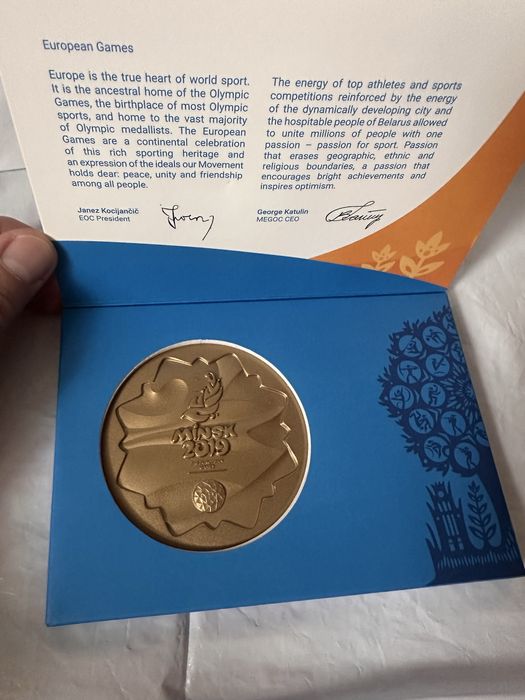 European Games
Europe is the true heart of world sport.
It is the ancestral home of the Olympic
Games, the birthplace of most Olympic
sports, and home to the vast majority
of Olympic medallists. The European
Games are a continental celebration
of this rich sporting heritage and
an expression of the ideals our Movement
holds dear: peace, unity and friendship
among all people.
Janez Kocijančič
EOC President
The energy of top athletes and sports
competitions reinforced by the energy
of the dynamically developing city and
the hospitable people of Belarus allowed
to unite millions of people with one
passion – passion for sport. Passion
that erases geographic, ethnic and
religious boundaries, a passion that
encourages bright achievements and
inspires optimism.
George Katulin
MEGOC CEO
MINSK
2019